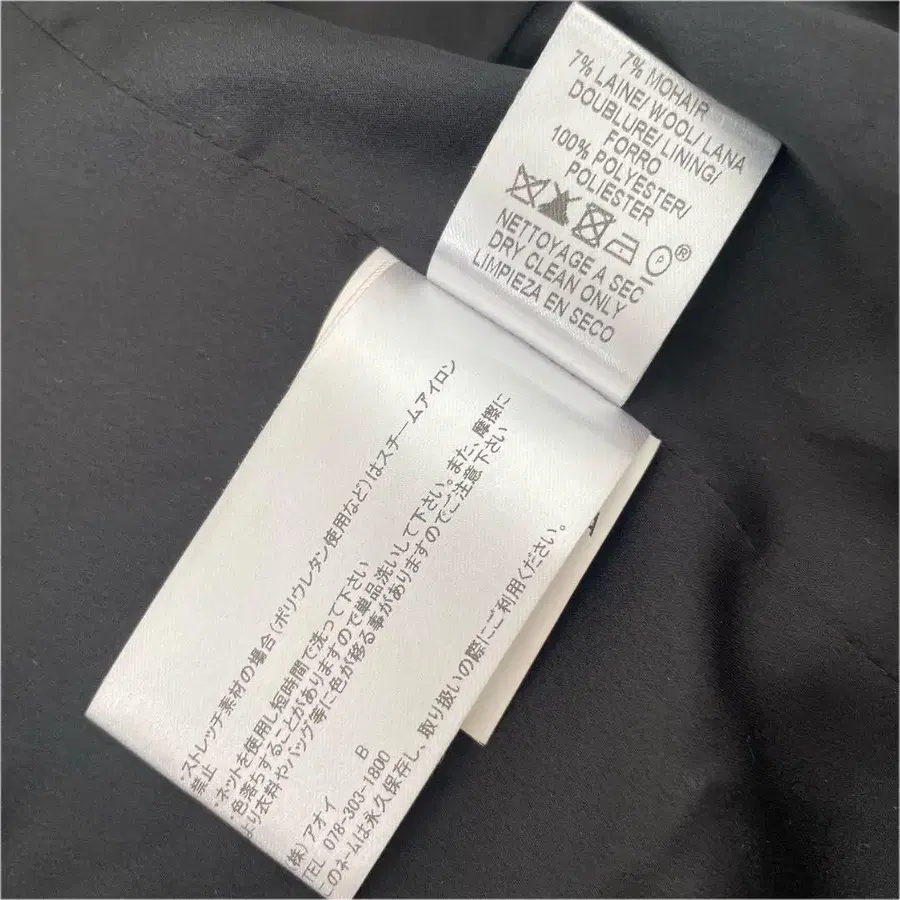 7% MOHAIR
7% LAINE/ WOOL/ LANA
DOUBLURE/ LINING/
FORRO
100% POLYESTER/
POLIESTER
P ®
NETTOYAGE A SEC
DRY CLEAN ONLY
LIMPIEZA EN SECO
・ストレッチ素材の場合(ポリウレタン使用など)はスチームアイロン
禁止
・ネットを使用し短時間で洗って下さい
・色落ちすることがありますので単品洗いして下さい。また、摩擦に
より衣料やバッグ等に色が移る事がありますのでご注意下さい
B
(株)アオイ
TEL 078-303-1800
このネームは永久保存し、取り扱いの際にご利用ください。